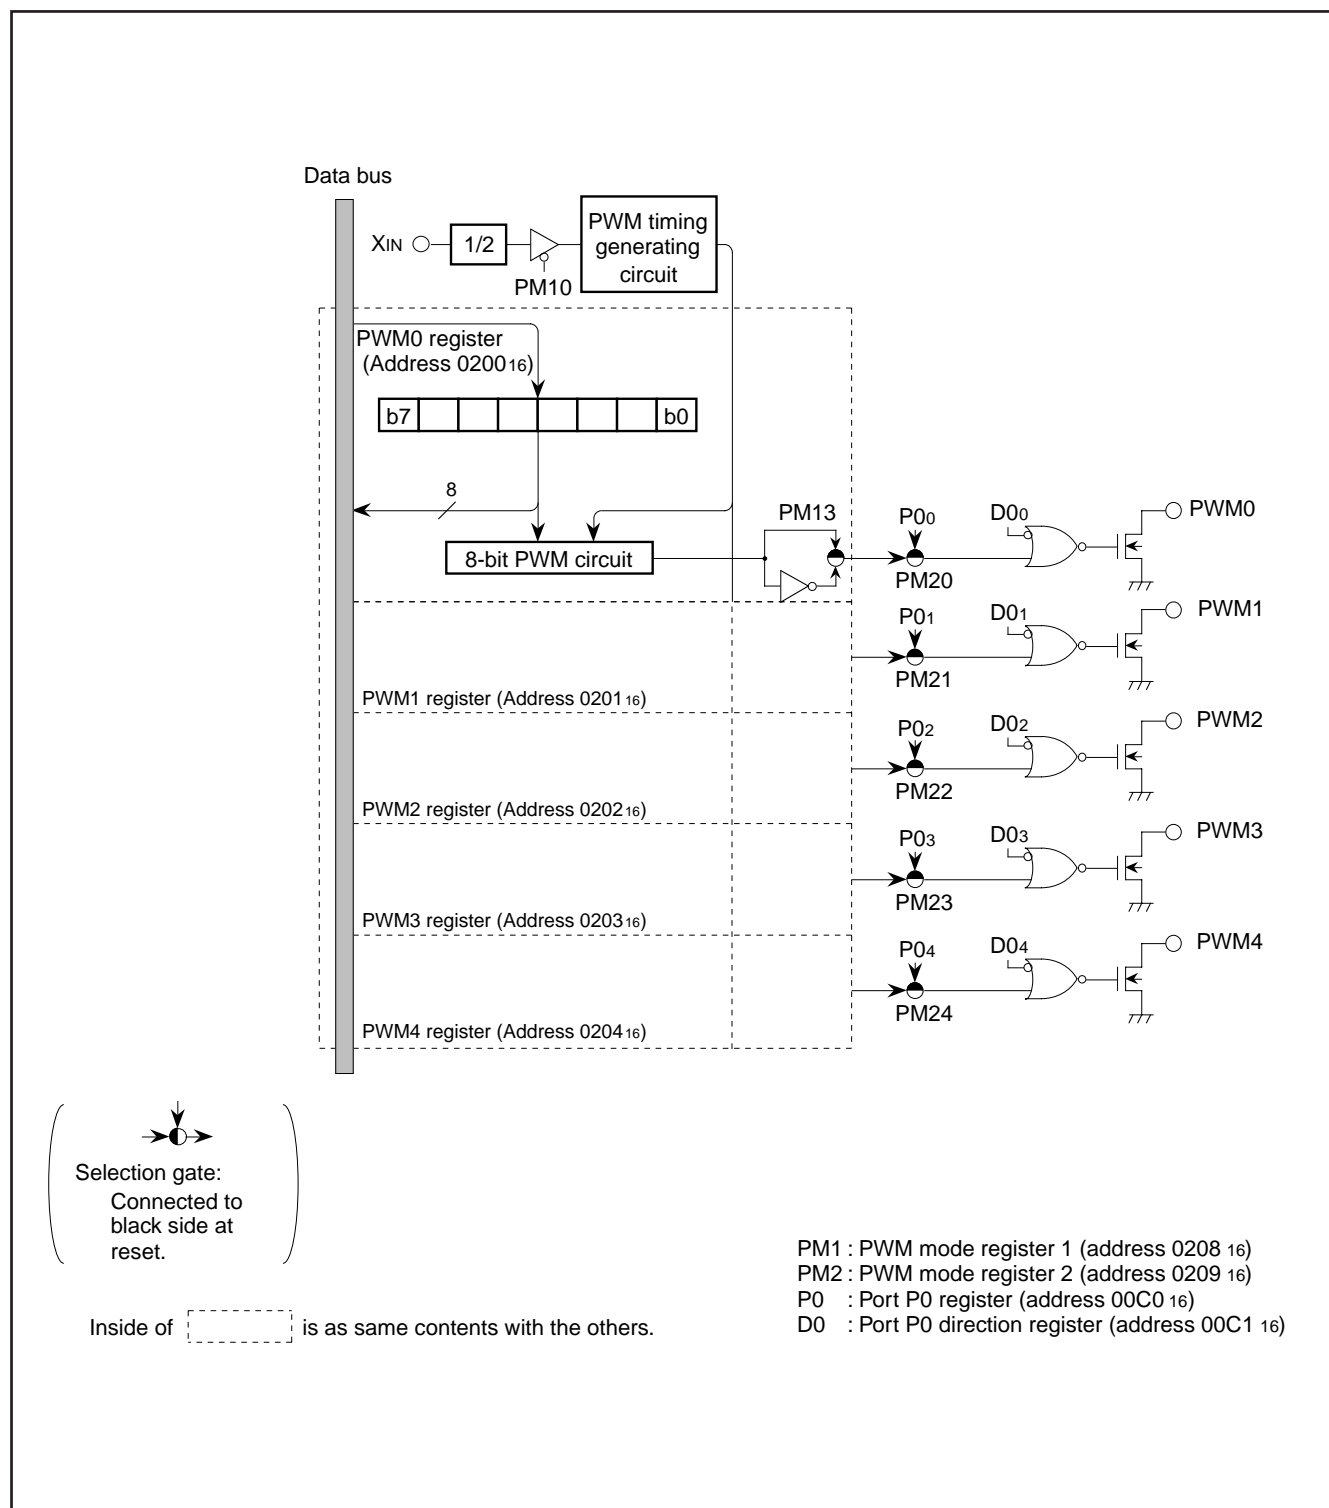 Data bus
XIN
1/2
PM10
PWM timing
generating
circuit
PWM0 register
(Address 020016)
b7
b0
8
8-bit PWM circuit
PM13
P00
PM20
D00
PWM0
P01
PM21
D01
PWM1
PWM1 register (Address 020116)
P02
PM22
D02
PWM2
PWM2 register (Address 020216)
P03
PM23
D03
PWM3
PWM3 register (Address 020316)
P04
PM24
D04
PWM4
PWM4 register (Address 020416)
Selection gate:
Connected to
black side at
reset.
Inside of is as same contents with the others.
PM1 : PWM mode register 1 (address 0208 16)
PM2 : PWM mode register 2 (address 0209 16)
P0 : Port P0 register (address 00C0 16)
D0 : Port P0 direction register (address 00C1 16)